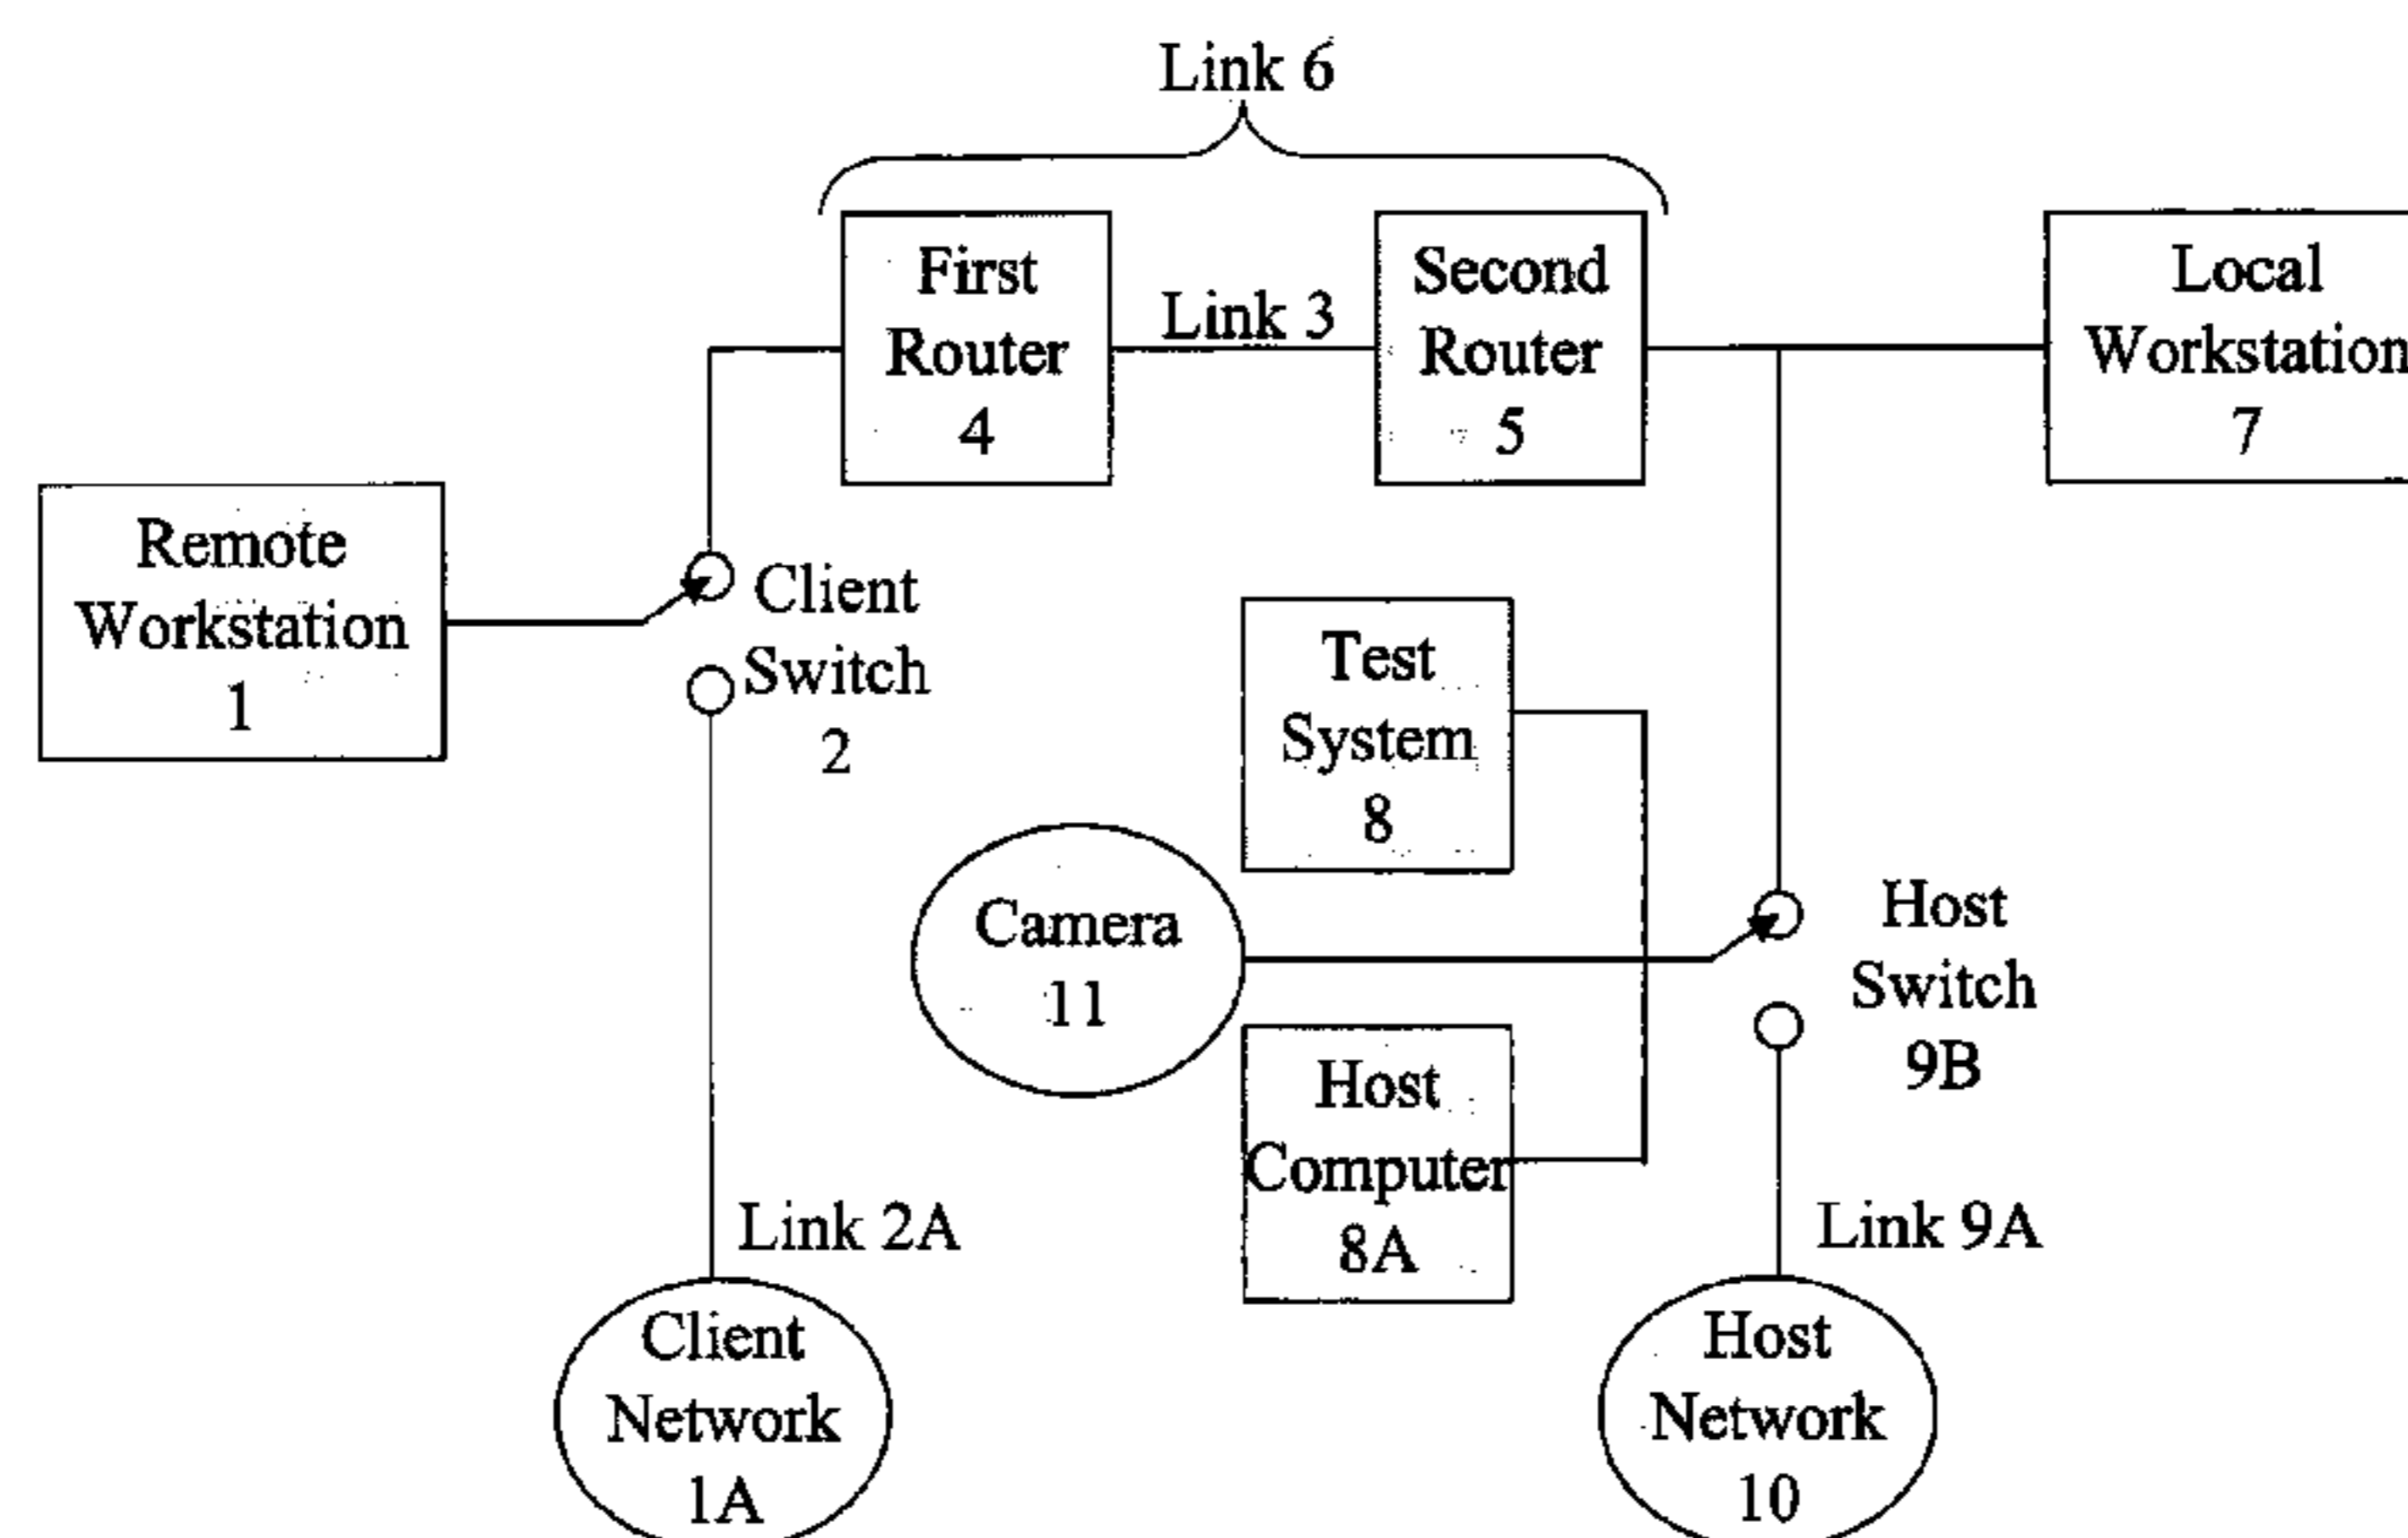 Link 6
First
Router
4
Link 3
Second
Router
5
Local
Workstation
7
Remote
Workstation
1
Client
Switch
2
Test
System
8
Camera
11
Host
Switch
9B
Host
Computer
8A
Link 2A
Link 9A
Client
Network
1A
Host
Network
10